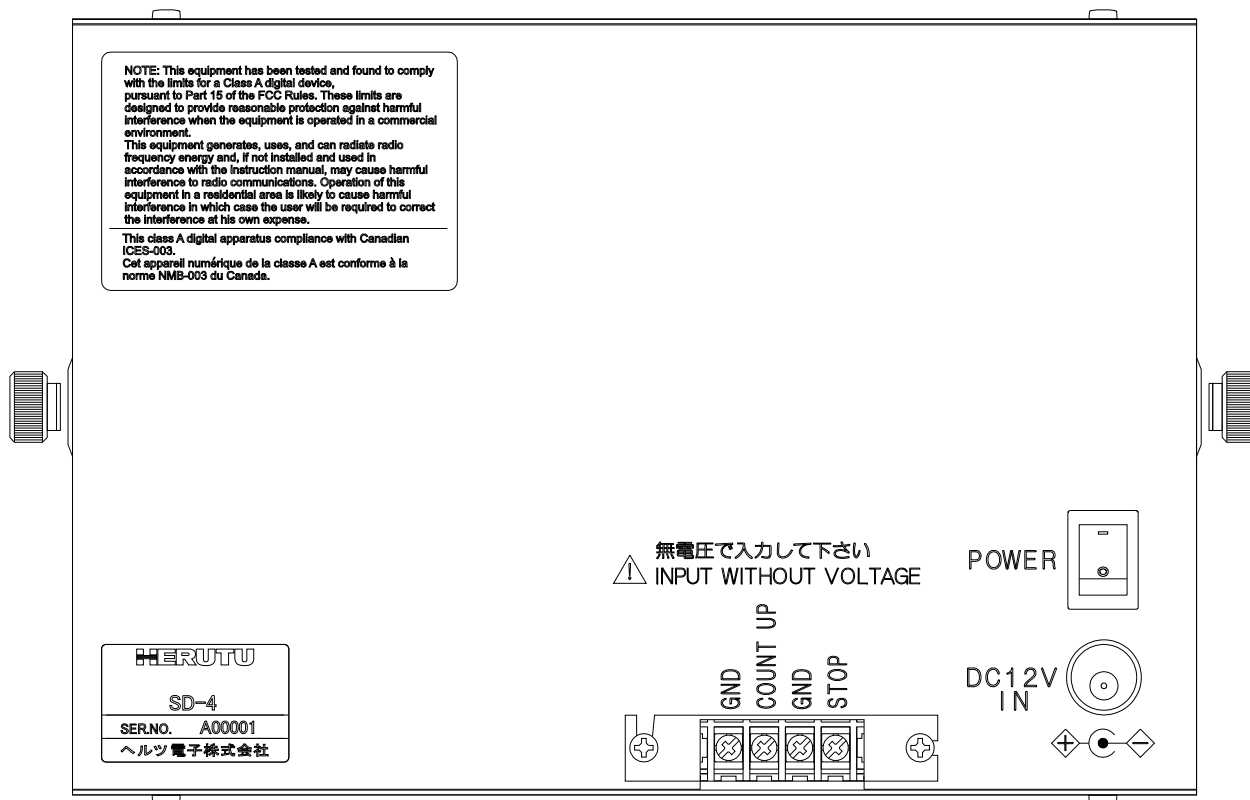 NOTE: This equipment has been tested and found to comply
with the limits for a Class A digital device,
pursuant to Part 15 of the FCC Rules. These limits are
designed to provide reasonable protection against harmful
interference when the equipment is operated in a commercial
environment.
This equipment generates, uses, and can radiate radio
frequency energy and, if not installed and used in
accordance with the instruction manual, may cause harmful
interference to radio communications. Operation of this
equipment in a residential area is likely to cause harmful
interference in which case the user will be required to correct
the interference at his own expense.
This class A digital apparatus compliance with Canadian
ICES-003.
Cet appareil numérique de la classe A est conforme à la
norme NMB-003 du Canada.
無電圧で入力して下さい
INPUT WITHOUT VOLTAGE
POWER
GND
COUNT UP
GND
STOP
DC12V
IN
HERUTU
SD-4
SER.NO. A00001
ヘルツ電子株式会社